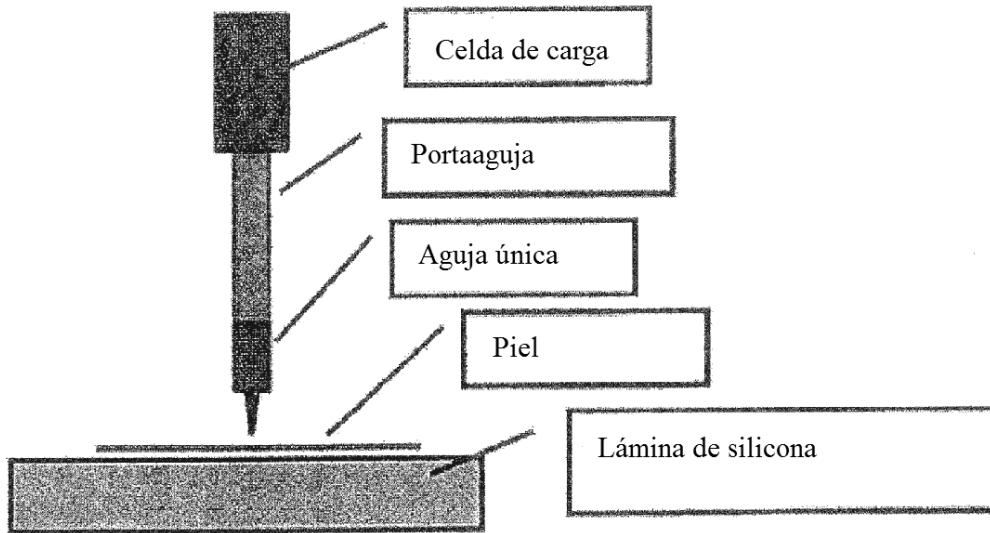 Celda de carga
Portaaguja
Aguja única
Piel
Lámina de silicona